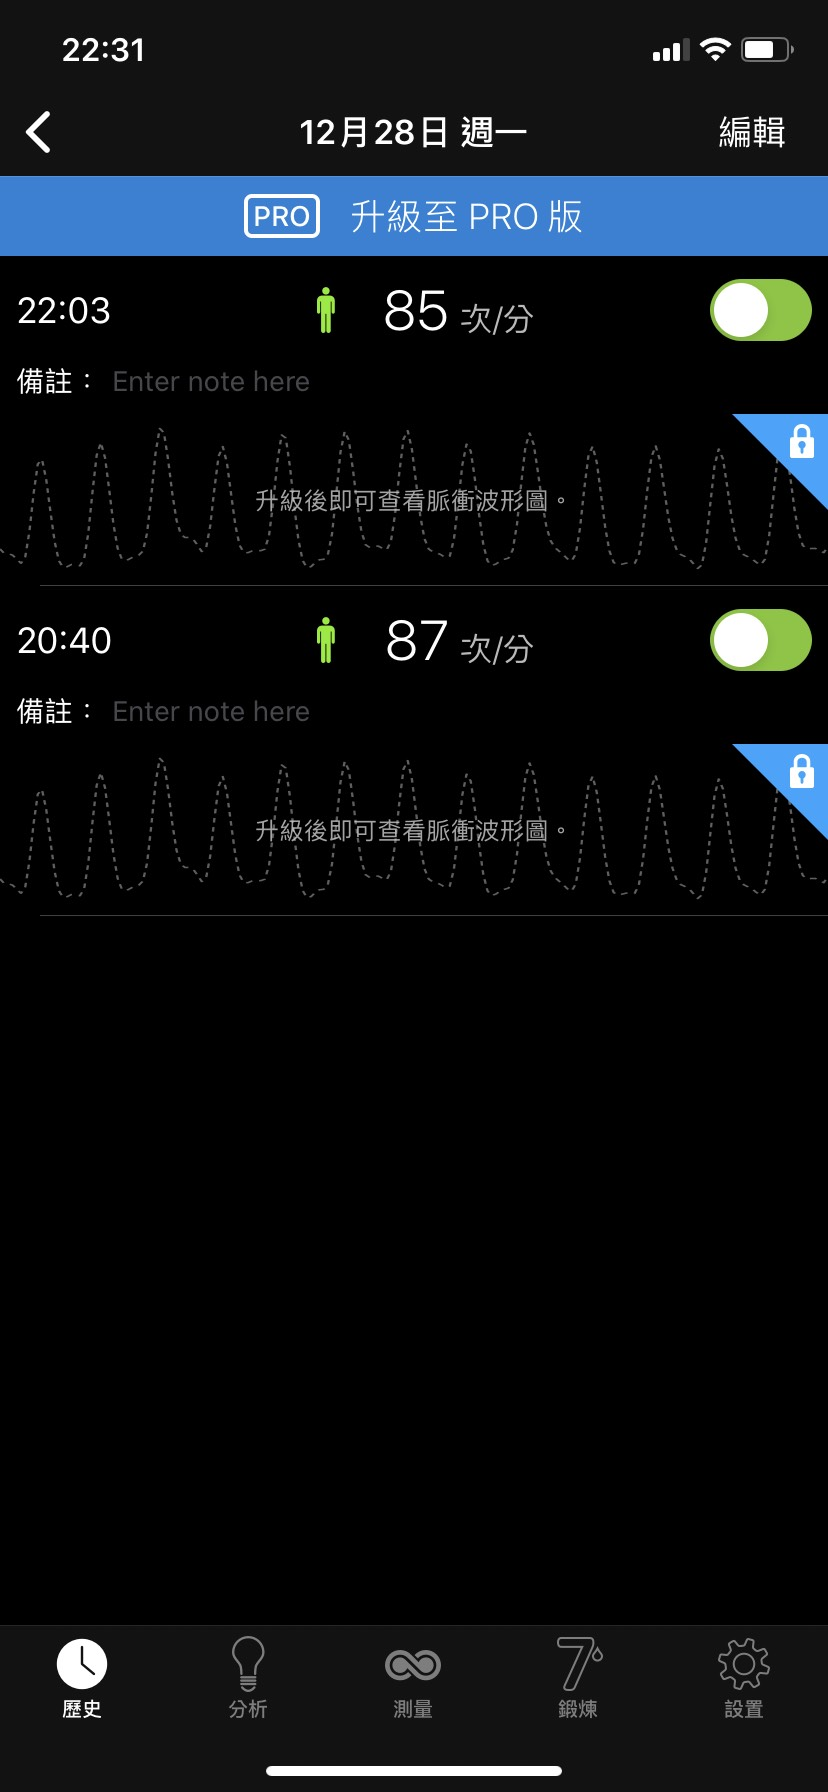 22:31
12月28日 週一
編輯
PRO 升級至 PRO 版
22:03 85 次/分
備註： Enter note here
升級後即可查看脈衝波形圖。
20:40 87 次/分
備註： Enter note here
升級後即可查看脈衝波形圖。
7
歷史 分析 測量 鍛煉 設置